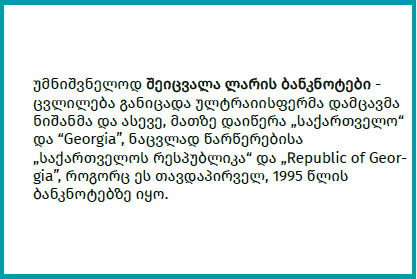 უმნიშვნელოდ შეიცვალა ლარის ბანკნოტები -
ცვლილება განიცადა ულტრაიისფერმა დამცავმა
ნიშანმა და ასევე, მათზე დაიწერა „საქართველო“
და “Georgia”, ნაცვლად წარწერებისა
„საქართველოს რესპუბლიკა“ და „Republic of Geor-
gia”, როგორც ეს თავდაპირველ, 1995 წლის
ბანკნოტებზე იყო.